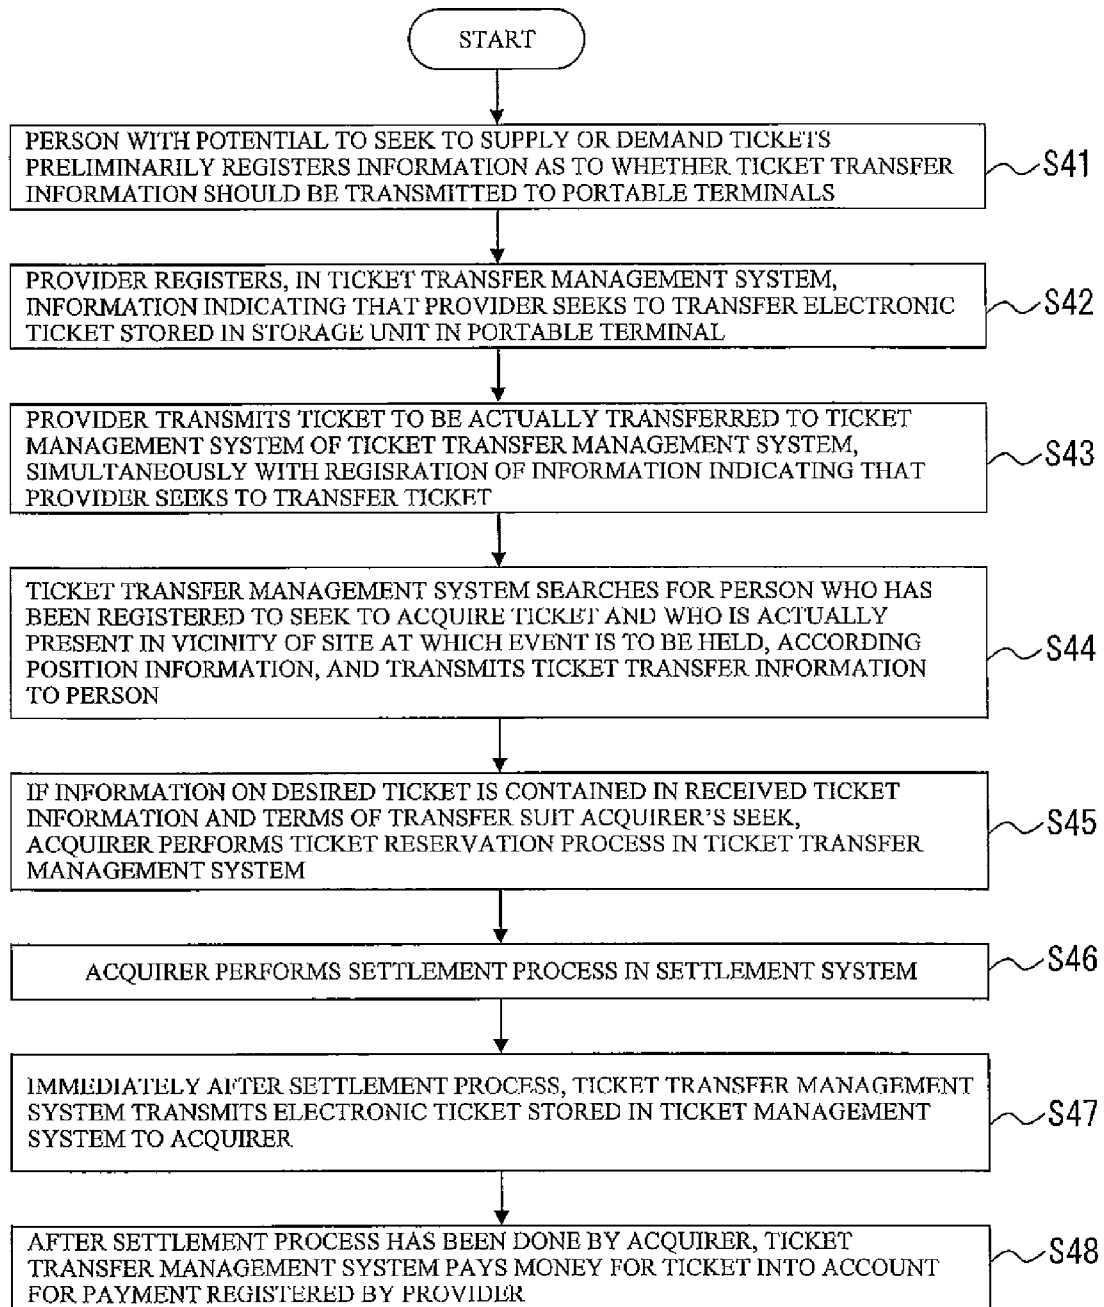 START
PERSON WITH POTENTIAL TO SEEK TO SUPPLY OR DEMAND TICKETS
PRELIMINARILY REGISTERS INFORMATION AS TO WHETHER TICKET TRANSFER
INFORMATION SHOULD BE TRANSMITTED TO PORTABLE TERMINALS
S41
PROVIDER REGISTERS, IN TICKET TRANSFER MANAGEMENT SYSTEM,
INFORMATION INDICATING THAT PROVIDER SEEKS TO TRANSFER ELECTRONIC
TICKET STORED IN STORAGE UNIT IN PORTABLE TERMINAL
S42
PROVIDER TRANSMITS TICKET TO BE ACTUALLY TRANSFERRED TO TICKET
MANAGEMENT SYSTEM OF TICKET TRANSFER MANAGEMENT SYSTEM,
SIMULTANEOUSLY WITH REGISRATION OF INFORMATION INDICATING THAT
PROVIDER SEEKS TO TRANSFER TICKET
S43
TICKET TRANSFER MANAGEMENT SYSTEM SEARCHES FOR PERSON WHO HAS
BEEN REGISTERED TO SEEK TO ACQUIRE TICKET AND WHO IS ACTUALLY
PRESENT IN VICINITY OF SITE AT WHICH EVENT IS TO BE HELD, ACCORDING
POSITION INFORMATION, AND TRANSMITS TICKET TRANSFER INFORMATION
TO PERSON
S44
IF INFORMATION ON DESIRED TICKET IS CONTAINED IN RECEIVED TICKET
INFORMATION AND TERMS OF TRANSFER SUIT ACQUIRER'S SEEK,
ACQUIRER PERFORMS TICKET RESERVATION PROCESS IN TICKET TRANSFER
MANAGEMENT SYSTEM
S45
ACQUIRER PERFORMS SETTLEMENT PROCESS IN SETTLEMENT SYSTEM
S46
IMMEDIATELY AFTER SETTLEMENT PROCESS, TICKET TRANSFER MANAGEMENT
SYSTEM TRANSMITS ELECTRONIC TICKET STORED IN TICKET MANAGEMENT
SYSTEM TO ACQUIRER
S47
AFTER SETTLEMENT PROCESS HAS BEEN DONE BY ACQUIRER, TICKET
TRANSFER MANAGEMENT SYSTEM PAYS MONEY FOR TICKET INTO ACCOUNT
FOR PAYMENT REGISTERED BY PROVIDER
S48